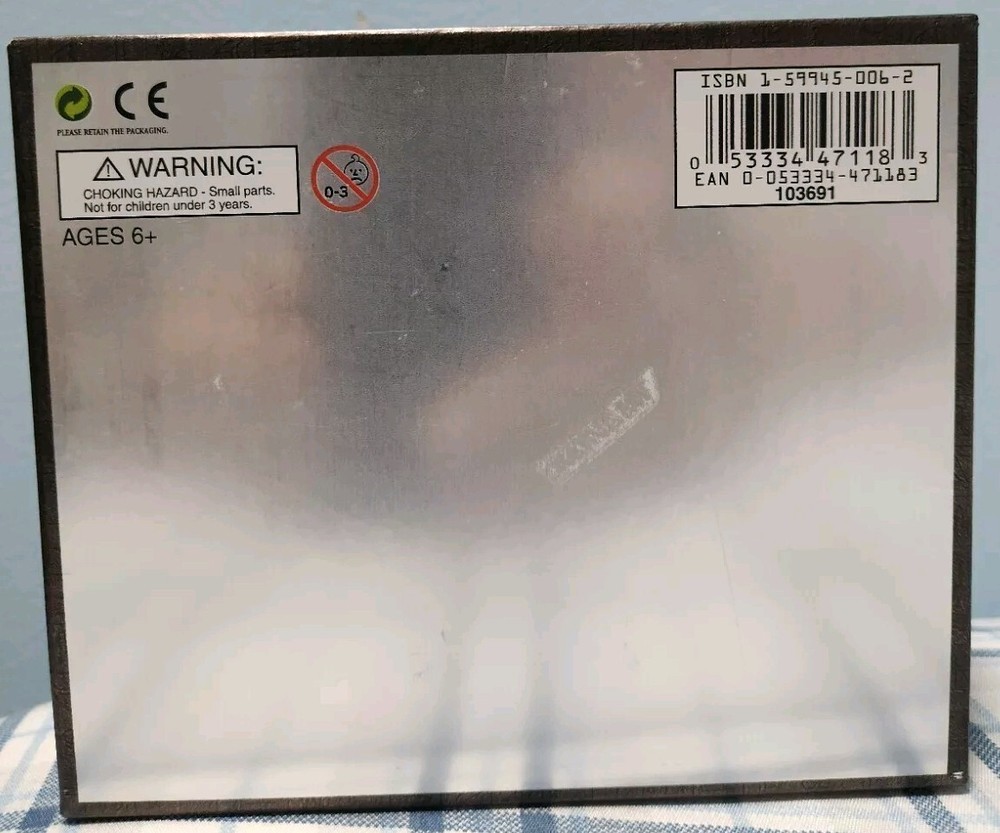 CE
PLEASE RETAIN THE PACKAGING.
WARNING:
CHOKING HAZARD - Small parts.
Not for children under 3 years.
0-3
AGES 6+
ISBN 1-59945-006-2
0 53334 47118 3
EAN 0-053334-471183
103691